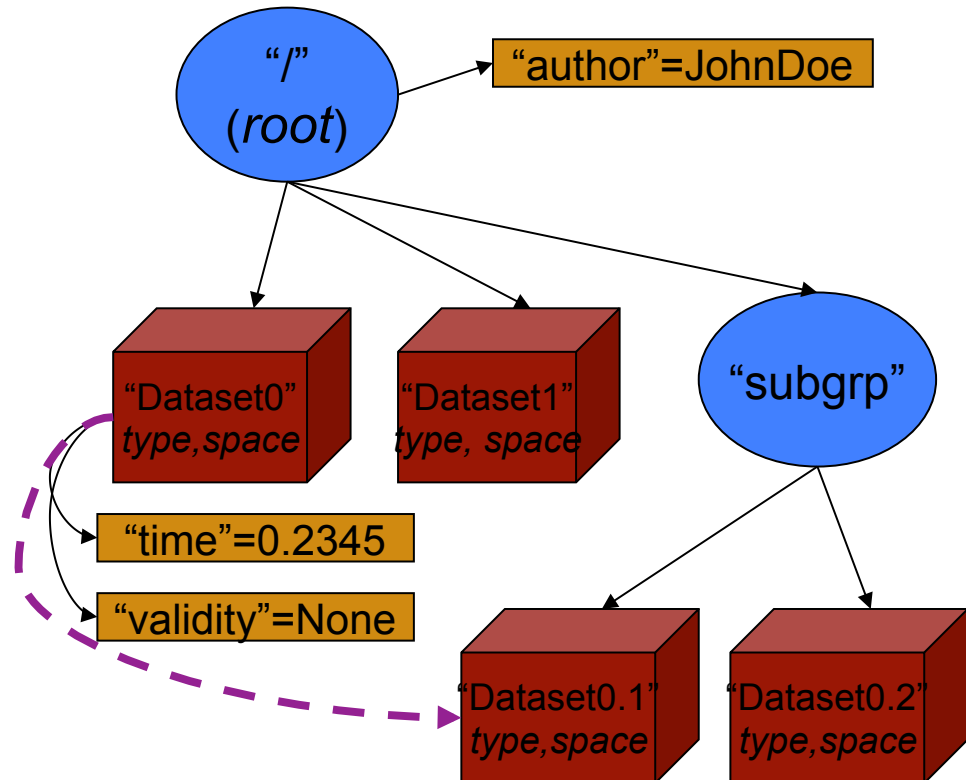 “/”
(root)
“author”=JohnDoe
“Dataset0”
type,space
“Dataset1”
type, space
“subgrp”
“time”=0.2345
“validity”=None
“Dataset0.1”
type,space
“Dataset0.2”
type,space